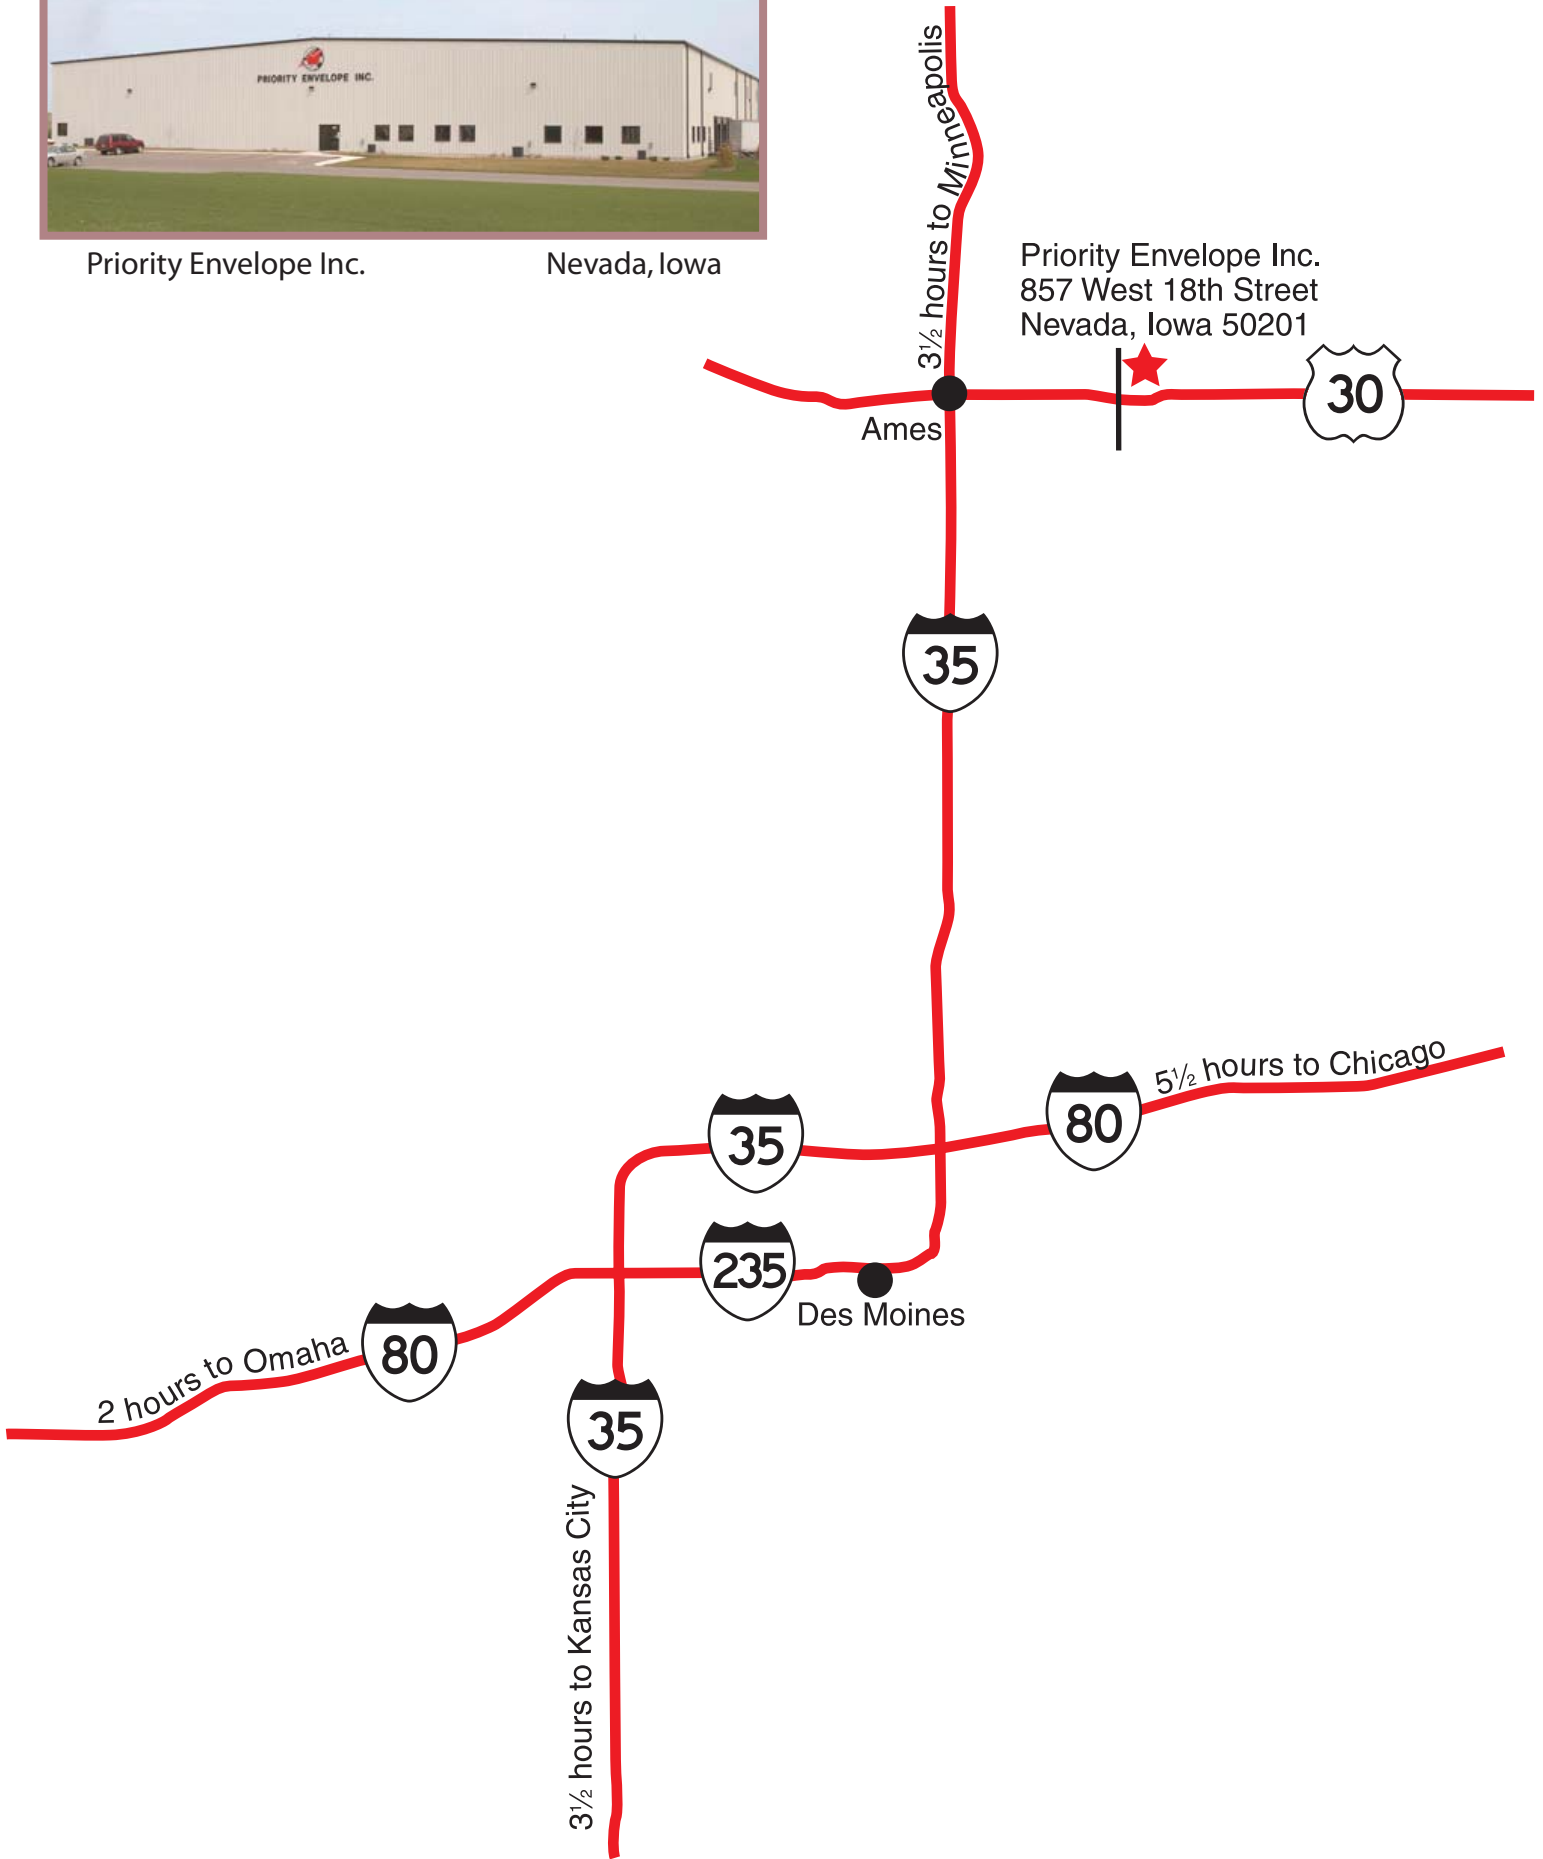 PRIORITY ENVELOPE INC.
Priority Envelope Inc.
Nevada, Iowa
3½ hours to Minneapolis
Priority Envelope Inc.
857 West 18th Street
Nevada, Iowa 50201
30
Ames
35
5½ hours to Chicago
80
35
235
Des Moines
2 hours to Omaha
80
35
3½ hours to Kansas City